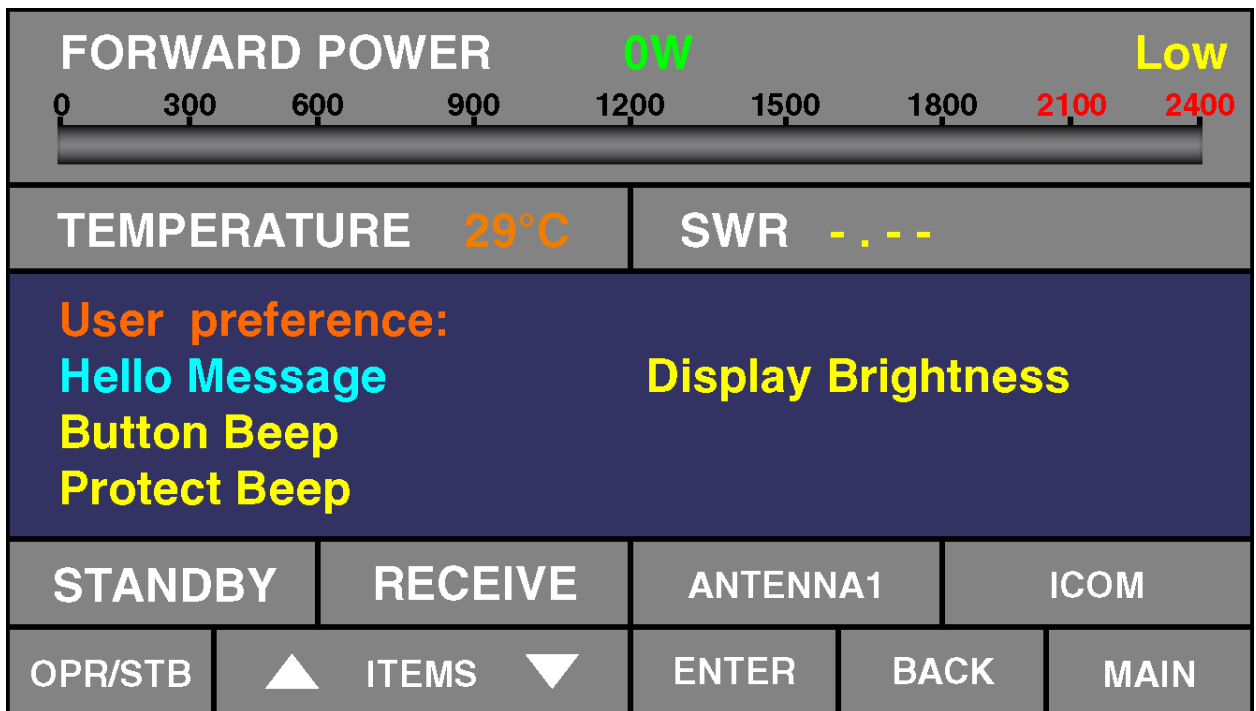 FORWARD POWER 0W Low
0 300 600 900 1200 1500 1800 2100 2400
TEMPERATURE 29°C SWR -.--
User preference:
Hello Message Display Brightness
Button Beep
Protect Beep
STANDBY RECEIVE ANTENNA1 ICOM
OPR/STB ▲ ITEMS ▼ ENTER BACK MAIN